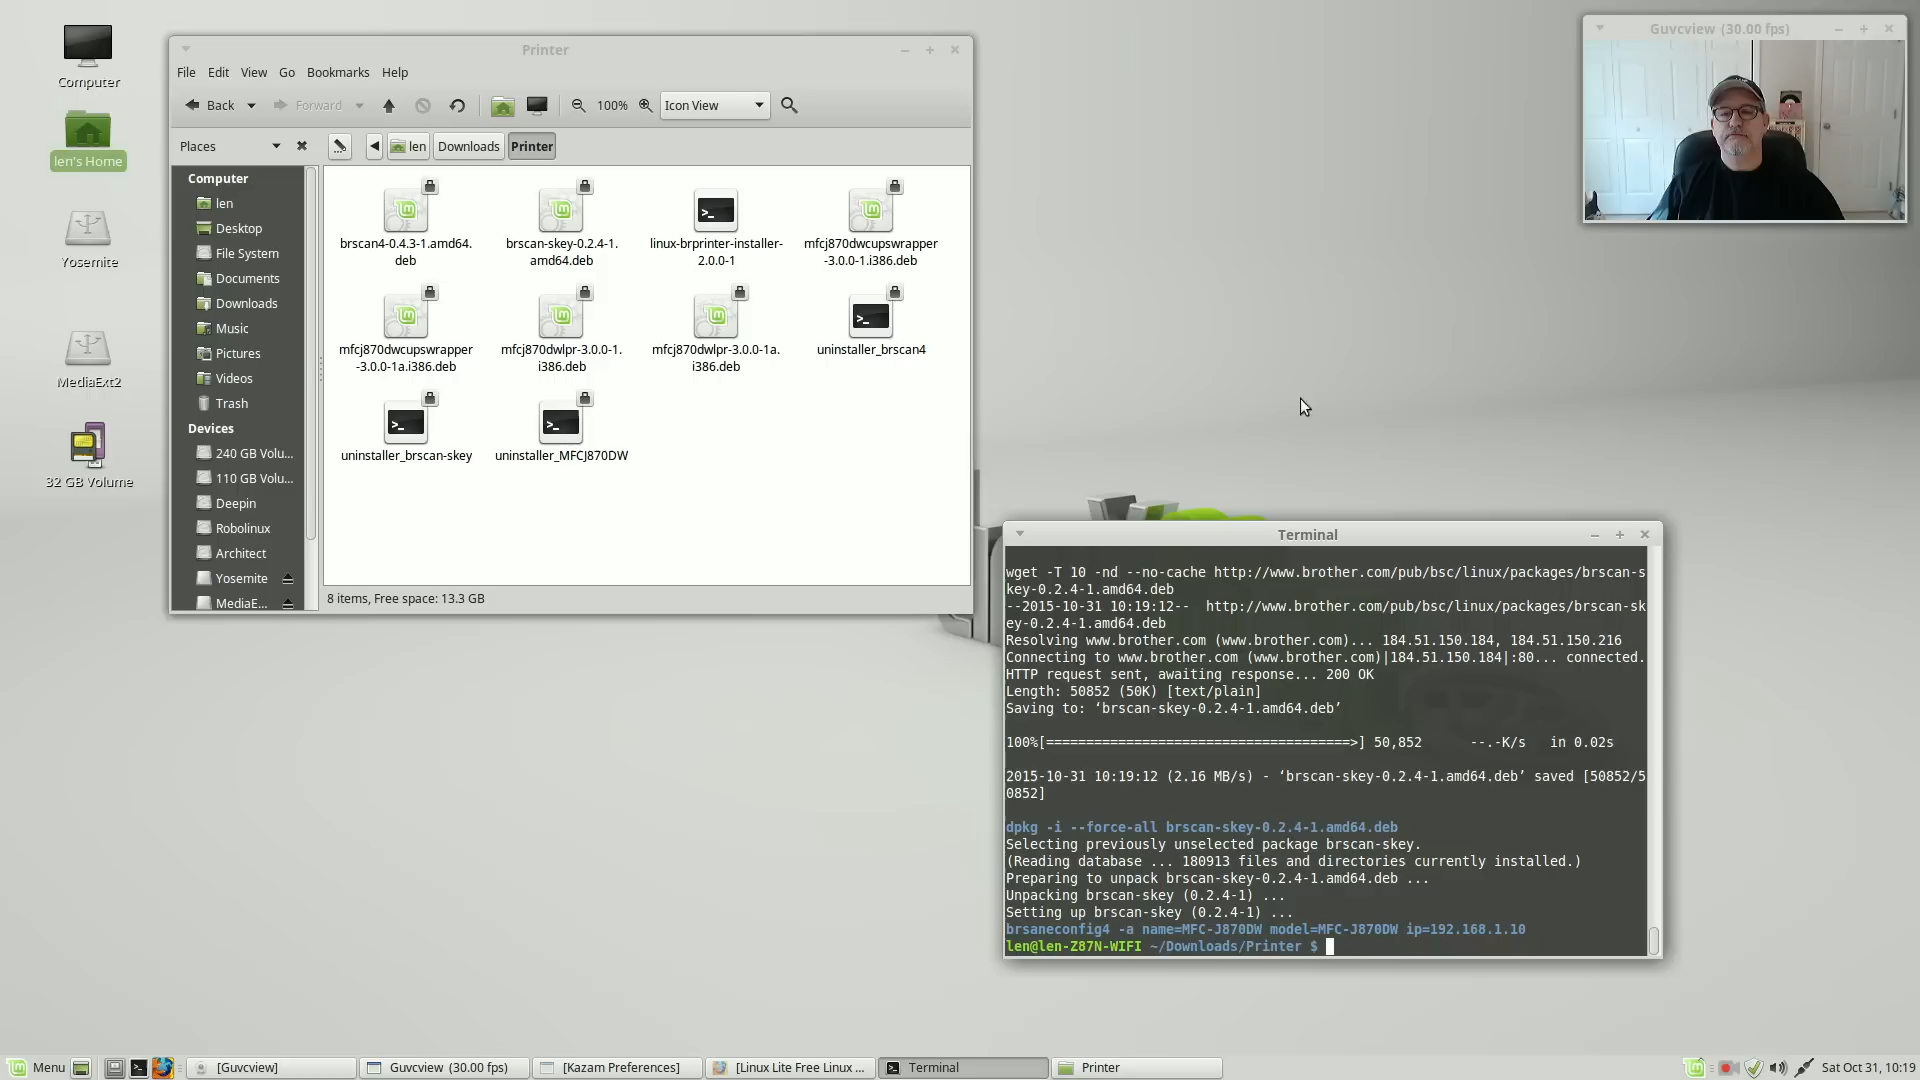 Computer
len's Home
Yosemite
MediaExt2
32 GB Volume
Printer
File Edit View Go Bookmarks Help
Back Forward 100% Icon View
Places len Downloads Printer
Computer
len
Desktop
File System
Documents
Downloads
Music
Pictures
Videos
Trash
Devices
240 GB Volu...
110 GB Volu...
Deepin
Robolinux
Architect
Yosemite
MediaE...
brscan4-0.4.3-1.amd64.
deb
brscan-skey-0.2.4-1.
amd64.deb
linux-brprinter-installer-
2.0.0-1
mfcj870dwcupswrapper
-3.0.0-1.i386.deb
mfcj870dwcupswrapper
-3.0.0-1a.i386.deb
mfcj870dwlpr-3.0.0-1.
i386.deb
mfcj870dwlpr-3.0.0-1a.
i386.deb
uninstaller_brscan4
uninstaller_brscan-skey
uninstaller_MFCJ870DW
8 items, Free space: 13.3 GB
Guvcview (30.00 fps)
Terminal
wget -T 10 -nd --no-cache http://www.brother.com/pub/bsc/linux/packages/brscan-s
key-0.2.4-1.amd64.deb
--2015-10-31 10:19:12-- http://www.brother.com/pub/bsc/linux/packages/brscan-sk
ey-0.2.4-1.amd64.deb
Resolving www.brother.com (www.brother.com)... 184.51.150.184, 184.51.150.216
Connecting to www.brother.com (www.brother.com)|184.51.150.184|:80... connected.
HTTP request sent, awaiting response... 200 OK
Length: 50852 (50K) [text/plain]
Saving to: ‘brscan-skey-0.2.4-1.amd64.deb’
100%[======================================>] 50,852 --.-K/s in 0.02s
2015-10-31 10:19:12 (2.16 MB/s) - ‘brscan-skey-0.2.4-1.amd64.deb’ saved [50852/5
0852]
dpkg -i --force-all brscan-skey-0.2.4-1.amd64.deb
Selecting previously unselected package brscan-skey.
(Reading database ... 180913 files and directories currently installed.)
Preparing to unpack brscan-skey-0.2.4-1.amd64.deb ...
Unpacking brscan-skey (0.2.4-1) ...
Setting up brscan-skey (0.2.4-1) ...
brsaneconfig4 -a name=MFC-J870DW model=MFC-J870DW ip=192.168.1.10
len@len-Z87N-WIFI ~/Downloads/Printer $
Menu [Guvcview] Guvcview (30.00 fps) [Kazam Preferences] [Linux Lite Free Linux ... Terminal Printer Sat Oct 31, 10:19